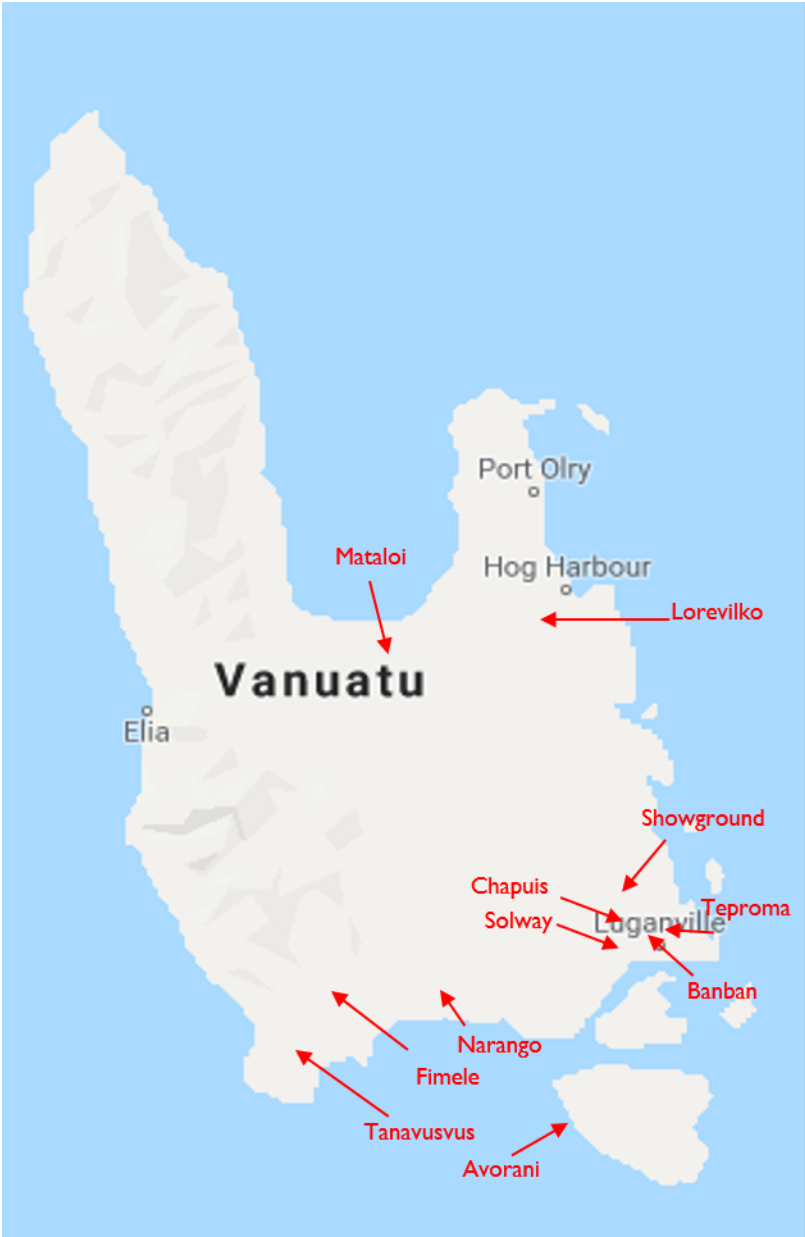 Port Olry
Mataloi
Hog Harbour
Lorevilko
Vanuatu
Elia
Showground
Chapuis
Teproma
Solway
Luganville
Banban
Narango
Fimele
Tanavusvus
Avorani